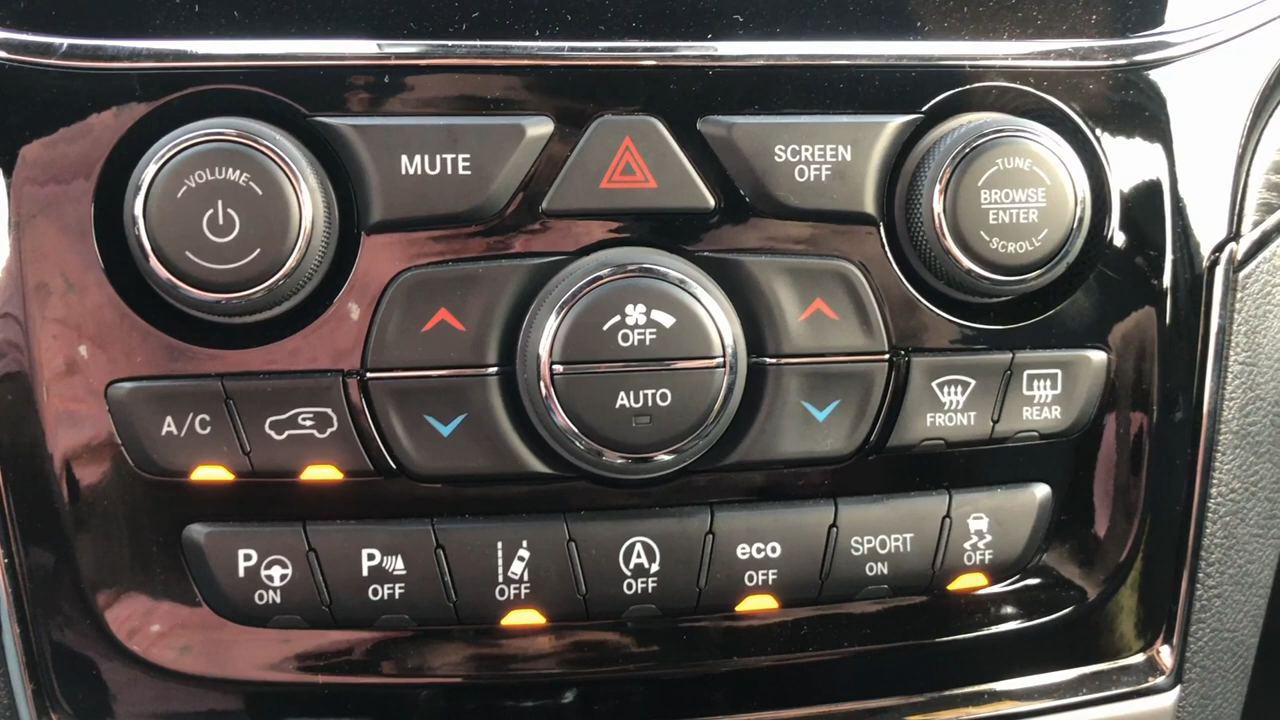 VOLUME
MUTE
SCREEN
OFF
TUNE
BROWSE
ENTER
SCROLL
OFF
AUTO
A/C
FRONT
REAR
P
ON
P
OFF
OFF
A
OFF
eco
OFF
SPORT
ON
OFF